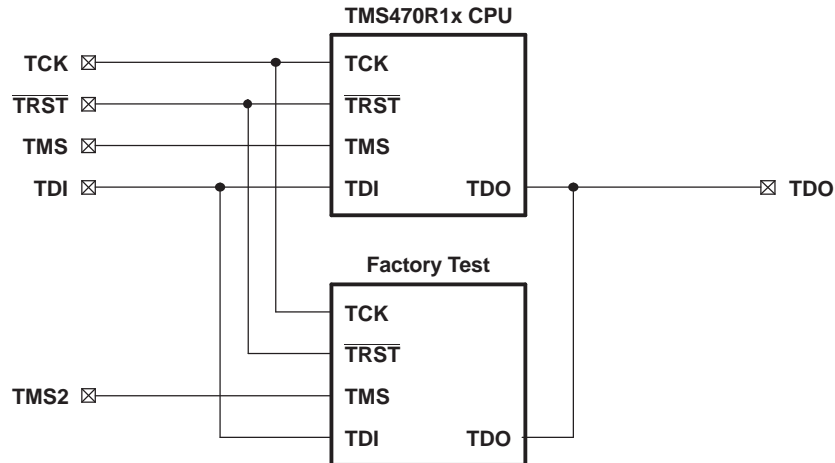 TMS470R1x CPU
TCK TCK
TRST TRST
TMS TMS
TDI TDI TDO TDO
Factory Test
TCK
TRST
TMS2 TMS
TDI TDO